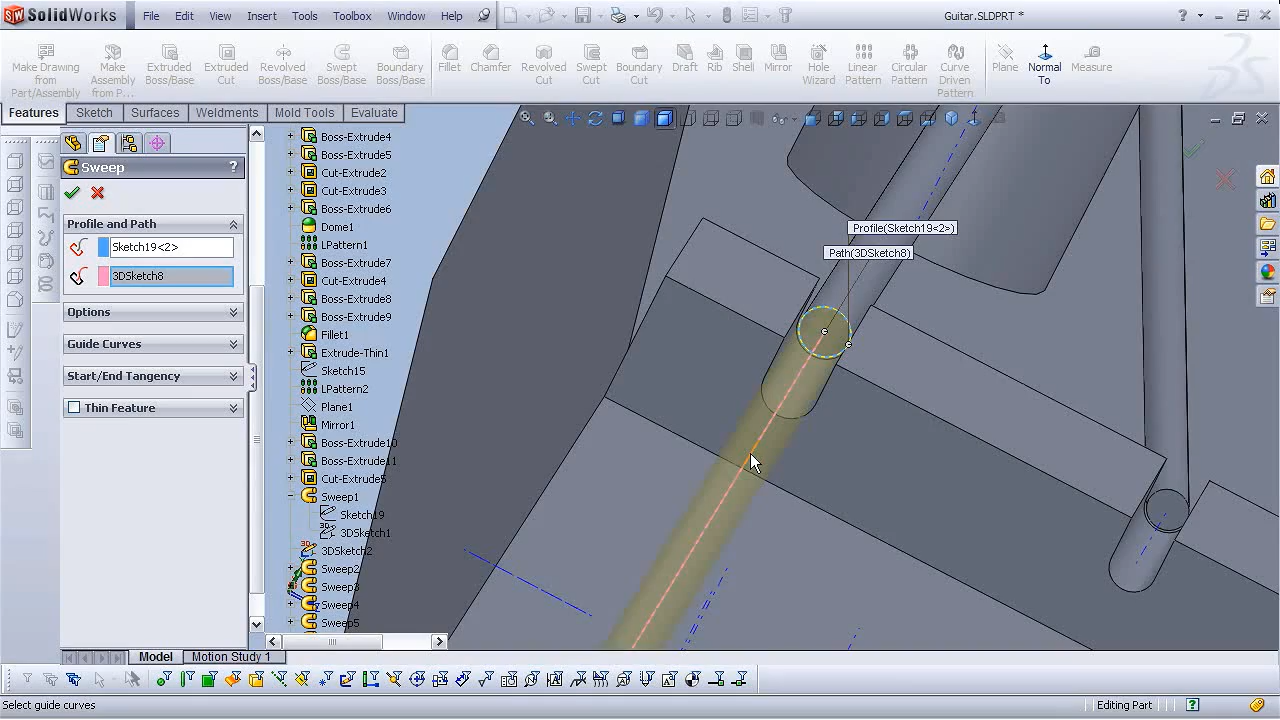 SolidWorks File Edit View Insert Tools Toolbox Window Help Guitar.SLDPRT *
Make Drawing from Part/Assembly
Make Assembly from P...
Extruded Boss/Base
Extruded Cut
Revolved Boss/Base
Swept Boss/Base
Boundary Boss/Base
Fillet
Chamfer
Revolved Cut
Swept Cut
Boundary Cut
Draft
Rib
Shell
Mirror
Hole Wizard
Linear Pattern
Circular Pattern
Curve Driven Pattern
Plane
Normal To
Measure
Features Sketch Surfaces Weldments Mold Tools Evaluate
Sweep ?
Profile and Path
Sketch19<2>
3DSketch8
Options
Guide Curves
Start/End Tangency
Thin Feature
Boss-Extrude4
Boss-Extrude5
Cut-Extrude2
Cut-Extrude3
Boss-Extrude6
Dome1
LPattern1
Boss-Extrude7
Cut-Extrude4
Boss-Extrude8
Boss-Extrude9
Fillet1
Extrude-Thin1
Sketch15
LPattern2
Plane1
Mirror1
Boss-Extrude10
Boss-Extrude11
Cut-Extrude5
Sweep1
Sketch19
3DSketch1
3DSketch2
Sweep2
Sweep3
Sweep4
Sweep5
Profile(Sketch19<2>)
Path(3DSketch8)
Model Motion Study 1
Select guide curves Editing Part